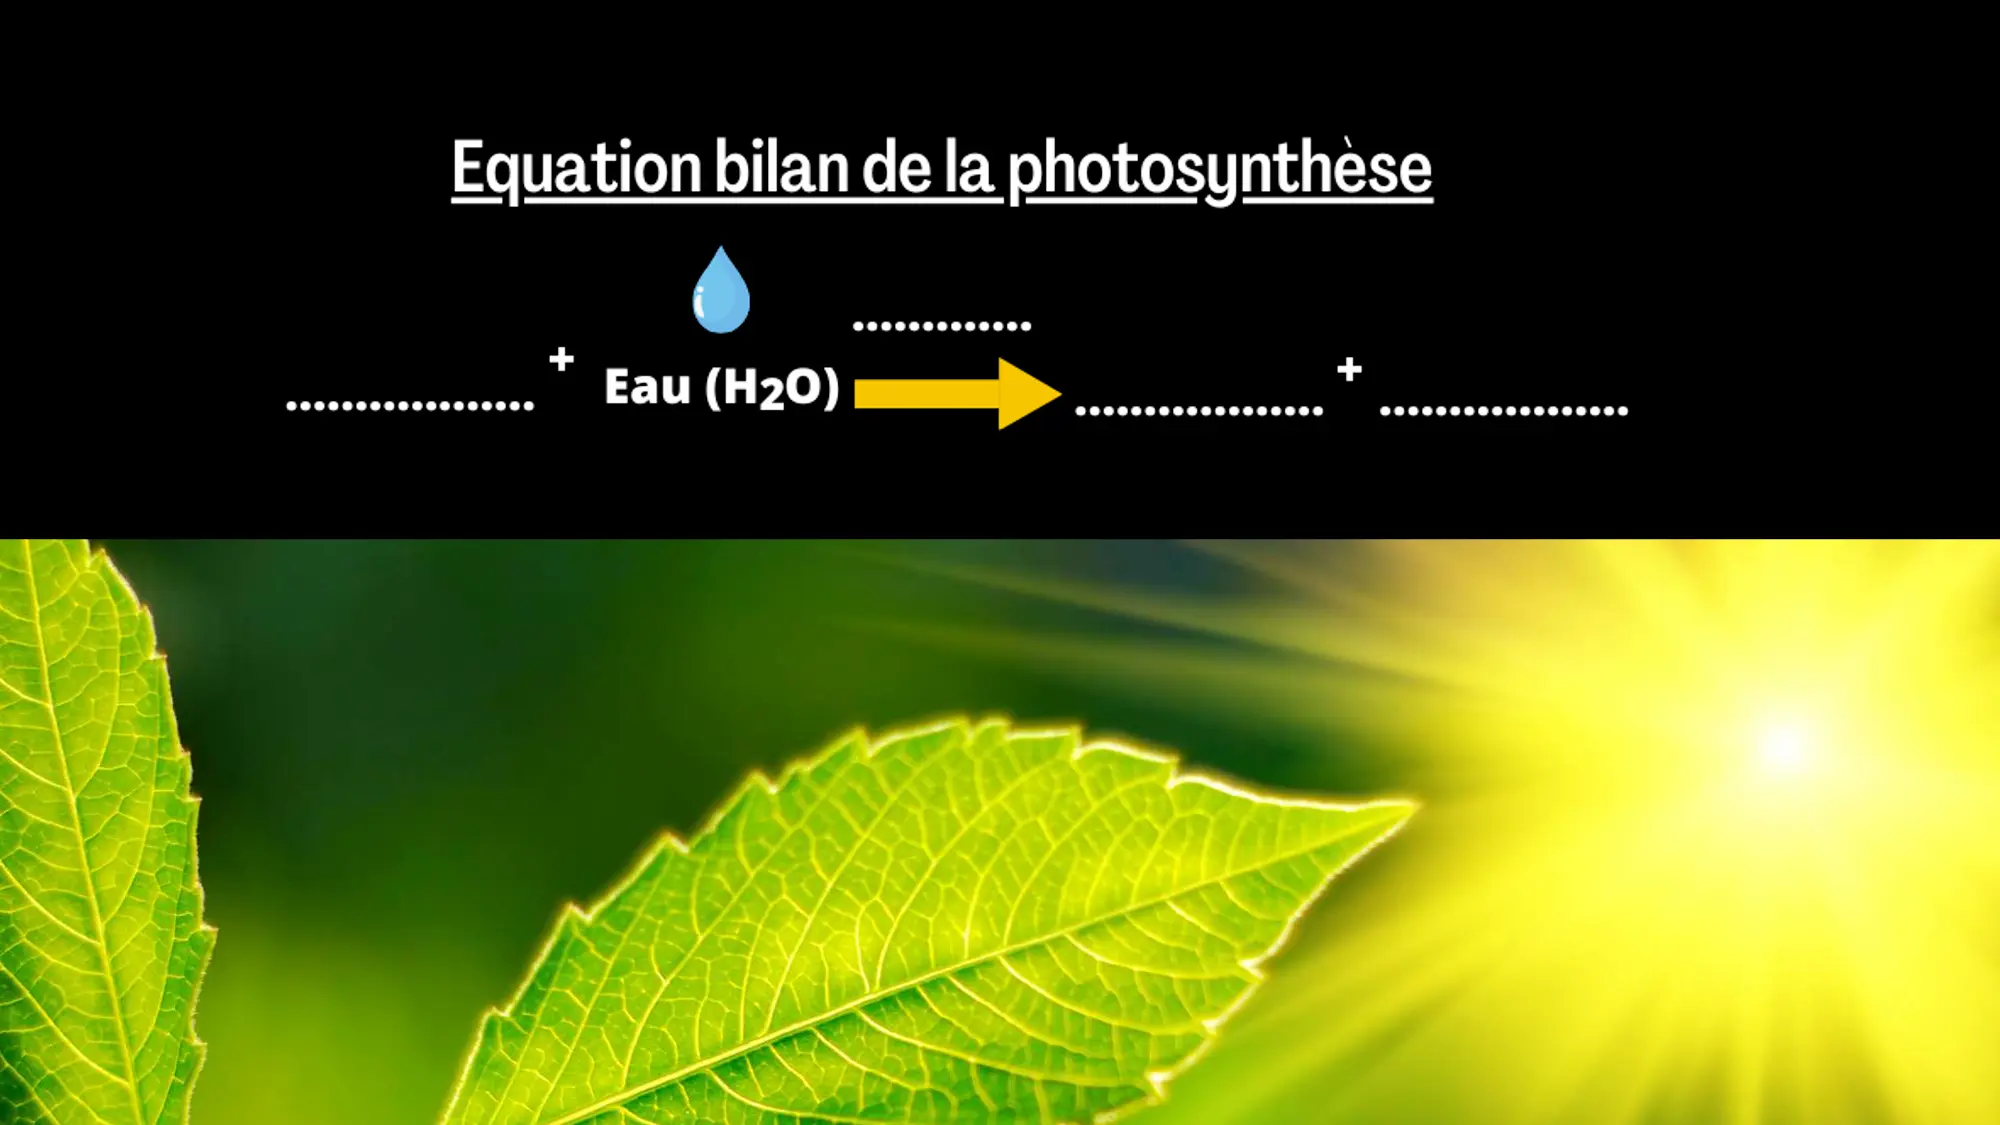 Equation bilan de la photosynthèse
.............
.................. + Eau (H₂O) .................. + ..................